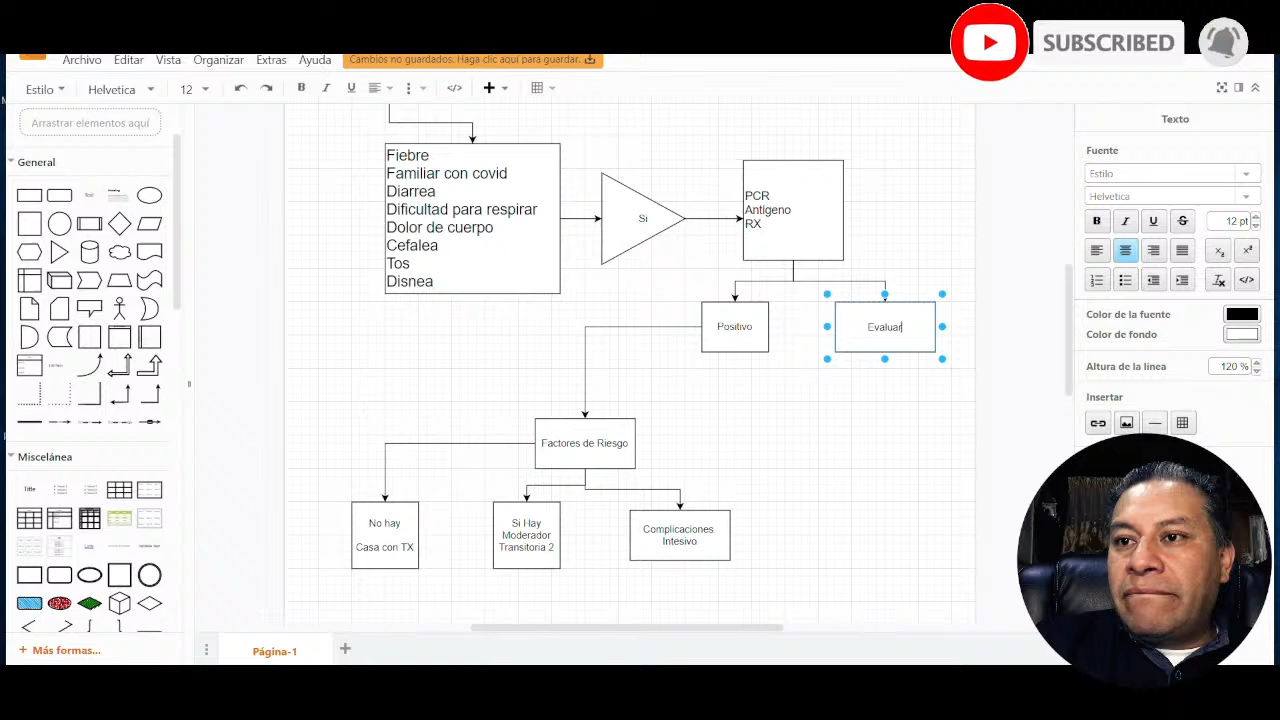 SUBSCRIBED
Archivo Editar Vista Organizar Extras Ayuda Cambios no guardados. Haga clic aquí para guardar.
Estilo Helvetica 12 B I U
Arrastrar elementos aquí
General
Text
Heading
Miscelánea
Title
Más formas...
Fiebre
Familiar con covid
Diarrea
Dificultad para respirar
Dolor de cuerpo
Cefalea
Tos
Disnea
Si
PCR
Antigeno
RX
Positivo
Evaluar
Factores de Riesgo
No hay
Casa con TX
Si Hay
Moderador
Transitoria 2
Complicaciones
Intesivo
Página-1
Texto
Fuente
Estilo
Helvetica
B I U S 12 pt
Color de la fuente
Color de fondo
Altura de la línea 120 %
Insertar